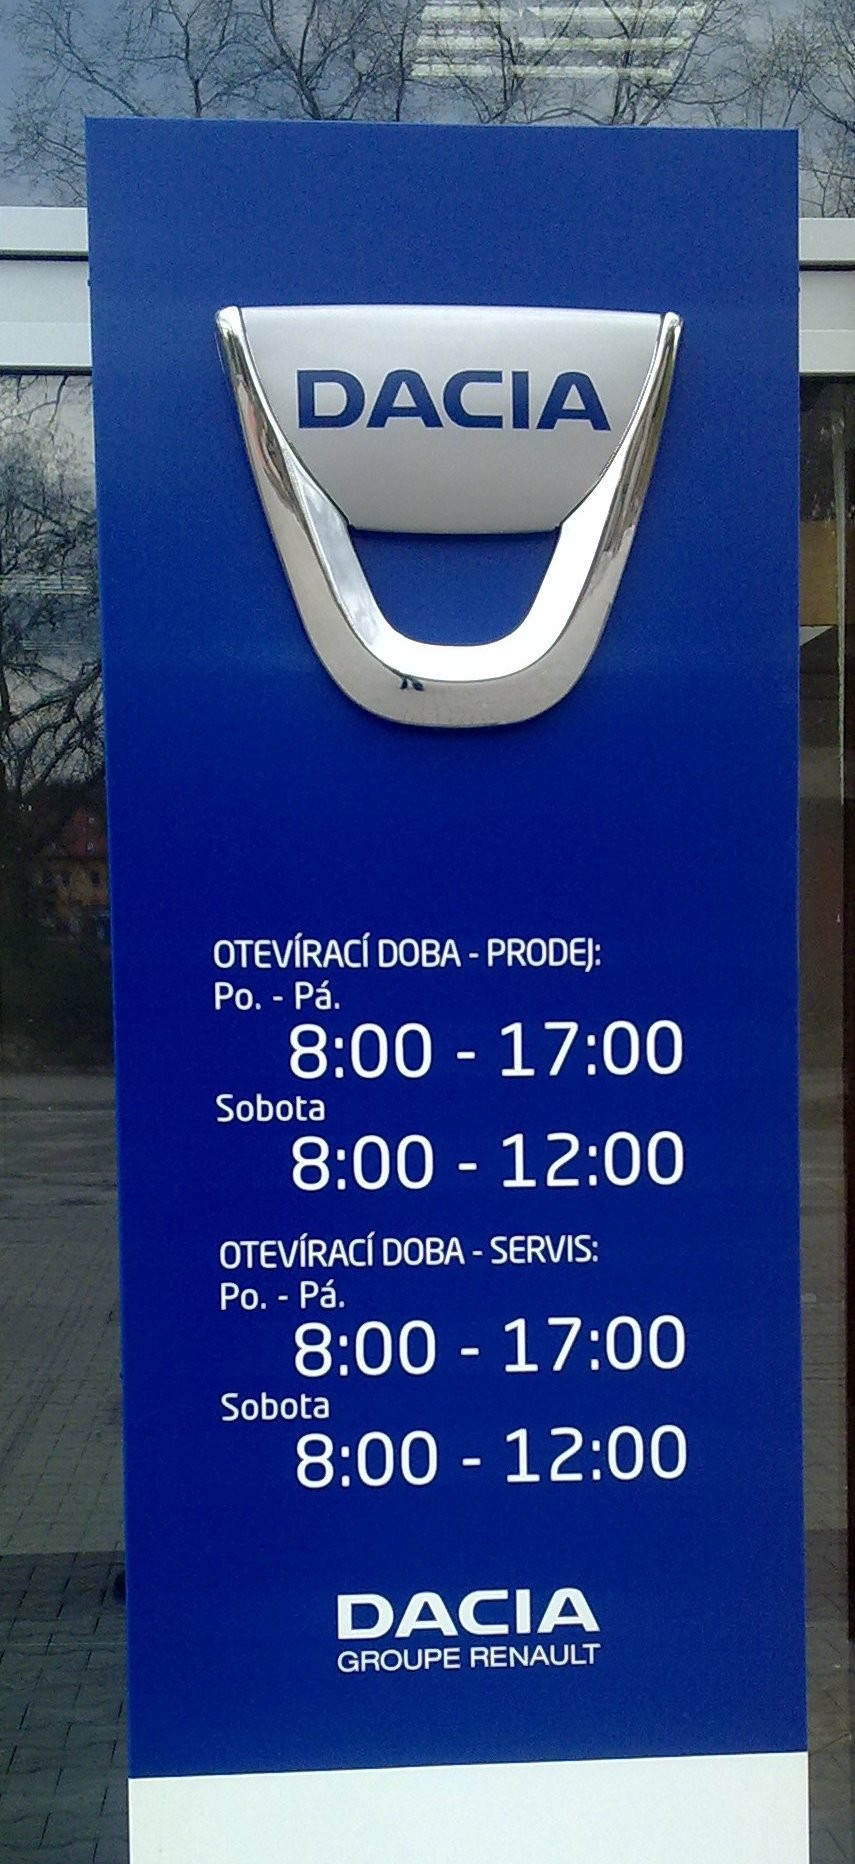 DACIA
OTEVÍRACÍ DOBA - PRODEJ:
Po. - Pá.
8:00 - 17:00
Sobota
8:00 - 12:00
OTEVÍRACÍ DOBA - SERVIS:
Po. - Pá.
8:00 - 17:00
Sobota
8:00 - 12:00
DACIA
GROUPE RENAULT